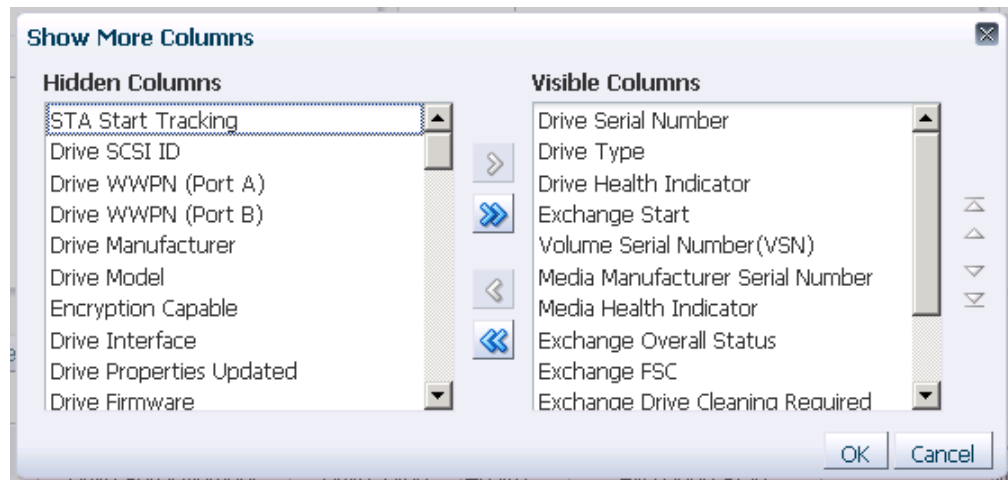 Show More Columns
Hidden Columns
STA Start Tracking
Drive SCSI ID
Drive WWPN (Port A)
Drive WWPN (Port B)
Drive Manufacturer
Drive Model
Encryption Capable
Drive Interface
Drive Properties Updated
Drive Firmware
Visible Columns
Drive Serial Number
Drive Type
Drive Health Indicator
Exchange Start
Volume Serial Number(VSN)
Media Manufacturer Serial Number
Media Health Indicator
Exchange Overall Status
Exchange FSC
Exchange Drive Cleaning Required
OK
Cancel